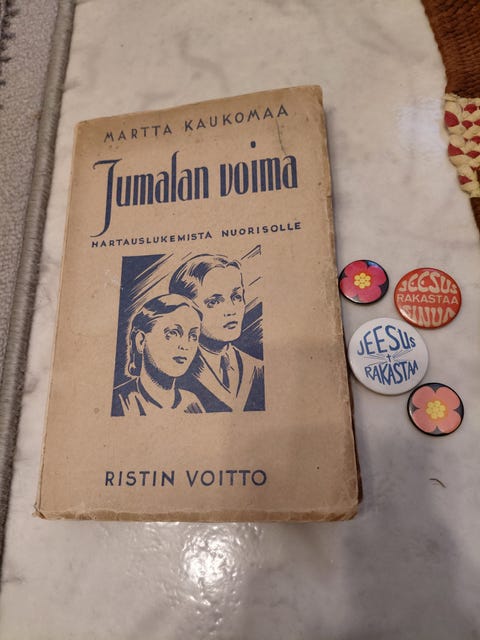 MARTTA KAUKOMAA
Jumalan voima
HARTAUSLUKEMISTA NUORISOLLE
RISTIN VOITTO
JEESUS
RAKASTAA
SINUA
JEESUS
RAKASTAA